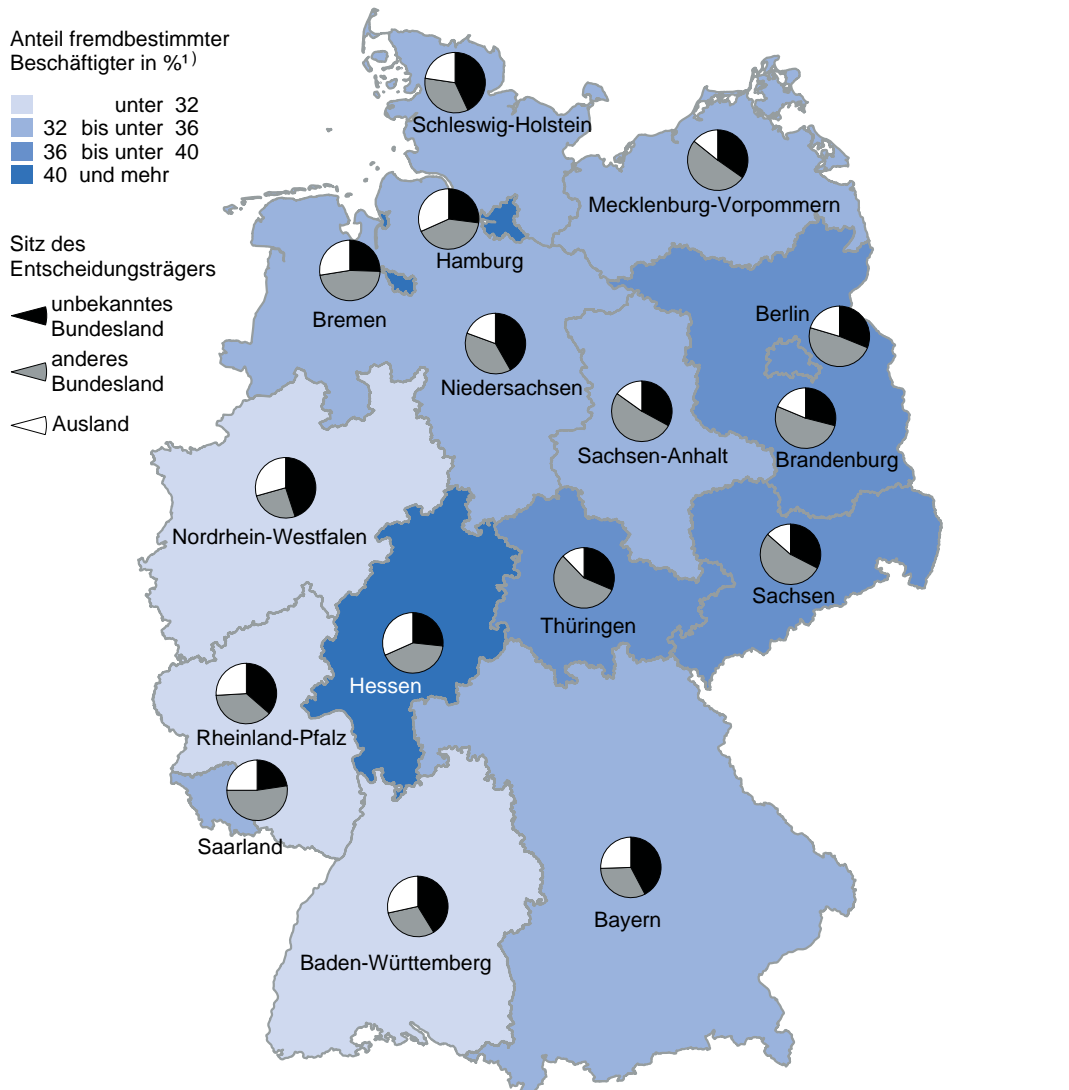 Anteil fremdbestimmter
Beschäftigter in %¹⁾
unter 32
32 bis unter 36
36 bis unter 40
40 und mehr
Sitz des
Entscheidungsträgers
unbekanntes
Bundesland
anderes
Bundesland
Ausland
Schleswig-Holstein
Mecklenburg-Vorpommern
Hamburg
Bremen
Berlin
Niedersachsen
Sachsen-Anhalt
Brandenburg
Nordrhein-Westfalen
Sachsen
Thüringen
Hessen
Rheinland-Pfalz
Saarland
Bayern
Baden-Württemberg